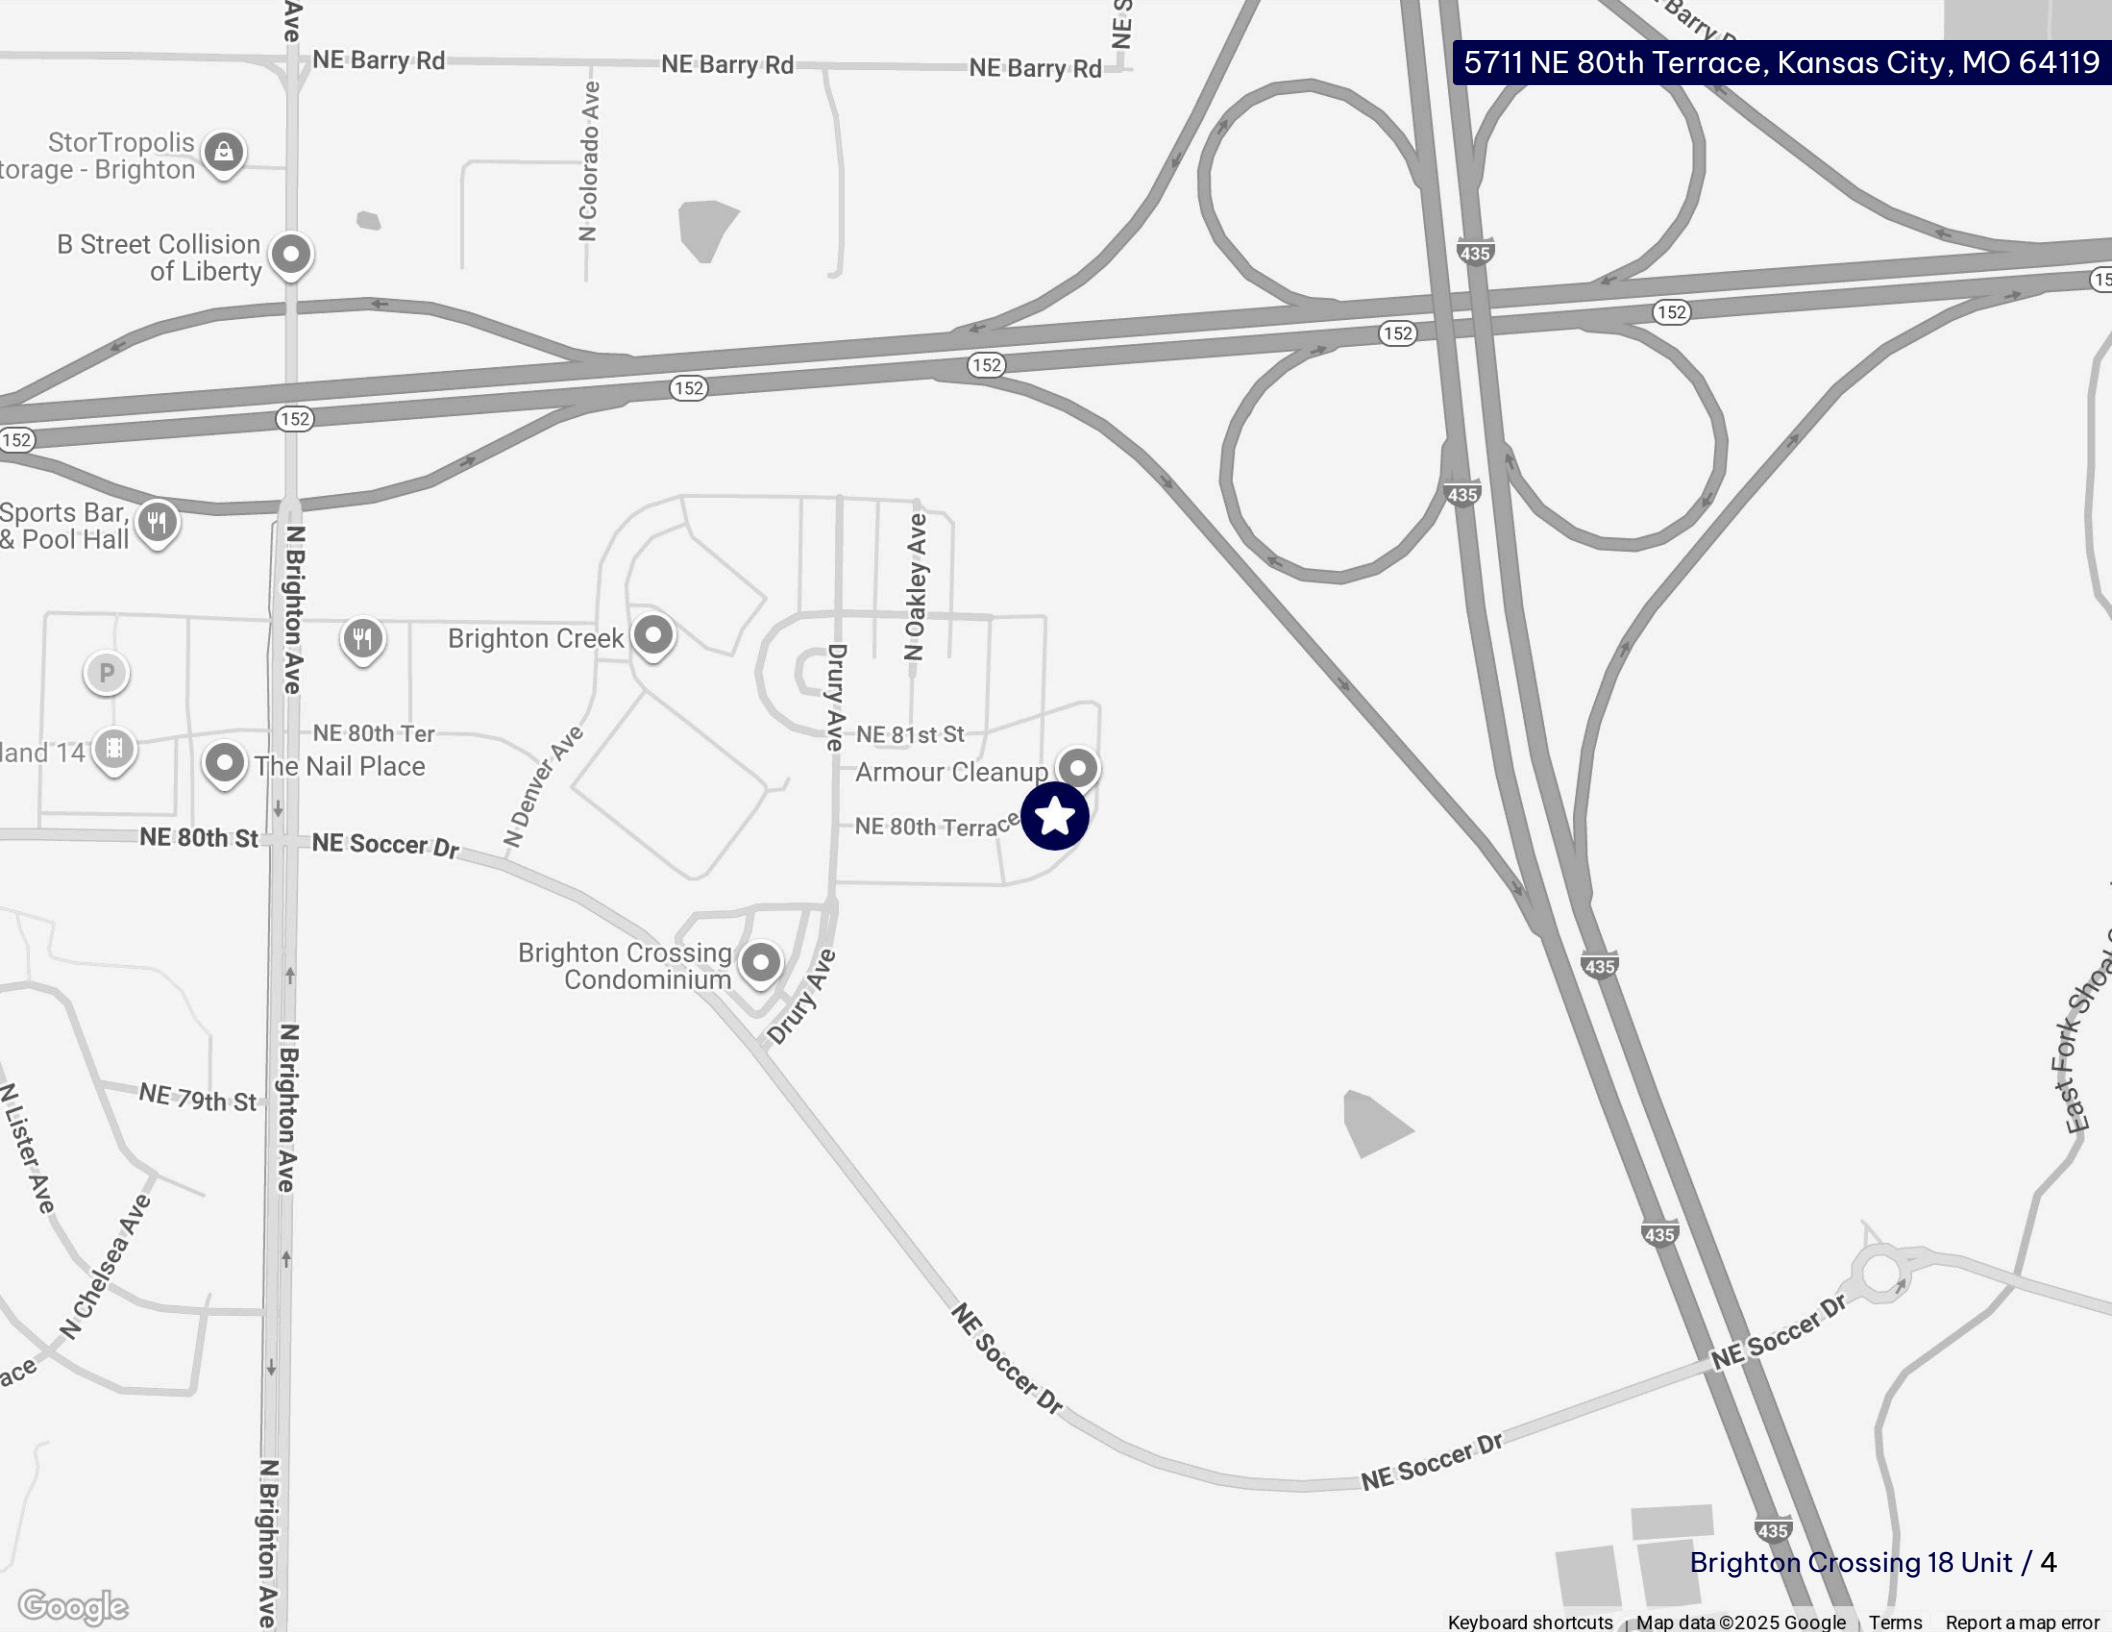 Ave
NE Barry Rd
NE Barry Rd
NE Barry Rd
5711 NE 80th Terrace, Kansas City, MO 64119
StorTropolis
torage - Brighton
N Colorado Ave
B Street Collision
of Liberty
435
152
152
152
152
152
152
15
435
Sports Bar,
& Pool Hall
N Brighton Ave
N Oakley Ave
Brighton Creek
P
Drury Ave
NE 80th Ter
NE 81st St
land 14
The Nail Place
N Denver Ave
Armour Cleanup
NE 80th Terrace
NE 80th St
NE Soccer Dr
Brighton Crossing
Condominium
Drury Ave
435
N Brighton Ave
NE 79th St
N Lister Ave
N Chelsea Ave
ace
East Fork Shoal
435
NE Soccer Dr
NE Soccer Dr
NE Soccer Dr
N Brighton Ave
435
Brighton Crossing 18 Unit / 4
Google
Keyboard shortcuts
Map data ©2025 Google
Terms
Report a map error